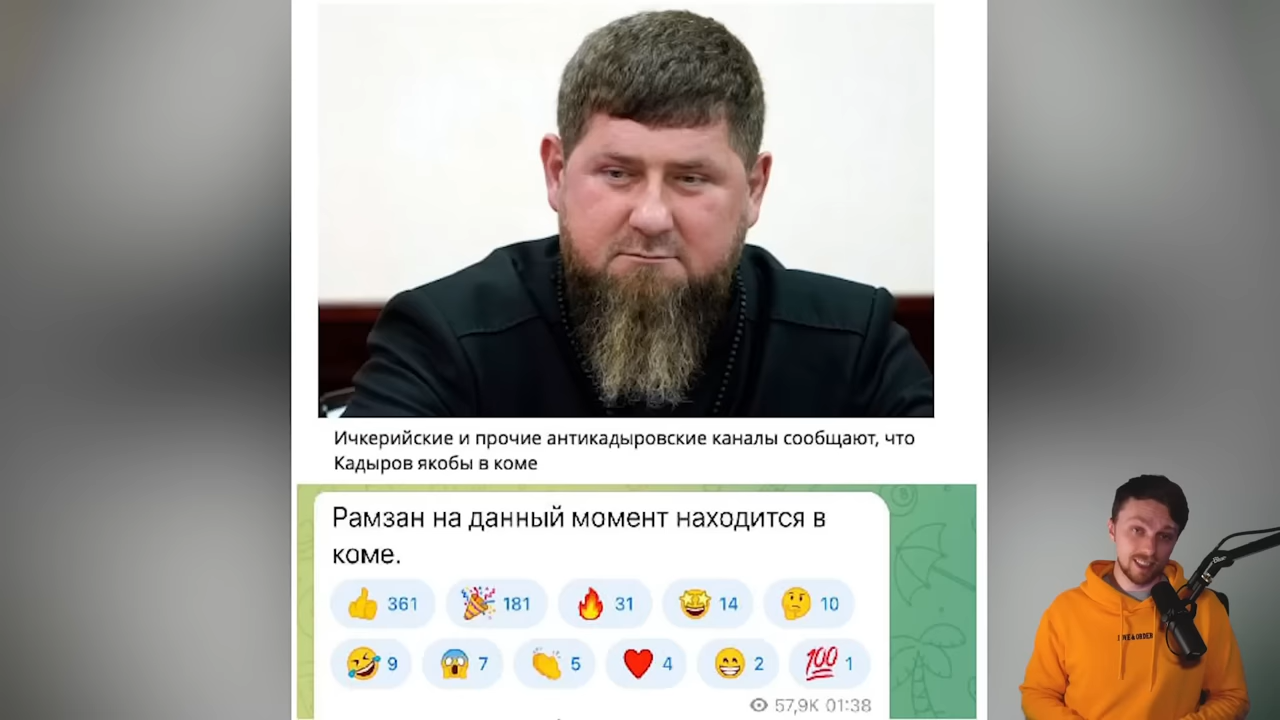 Ичкерийские и прочие антикадыровские каналы сообщают, что
Кадыров якобы в коме
Рамзан на данный момент находится в
коме.
361 181 31 14 10
9 7 5 4 2 100 1
57,9K 01:38